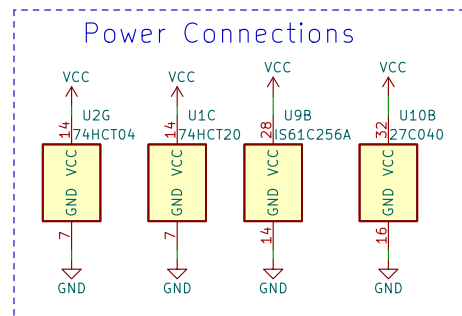 Power Connections
VCC VCC VCC VCC
14 U2G 14 U1C 28 U9B 32 U10B
74HCT04 74HCT20 IS61C256A 27C040
VCC VCC VCC VCC
GND GND GND GND
7 7 14 16
GND GND GND GND